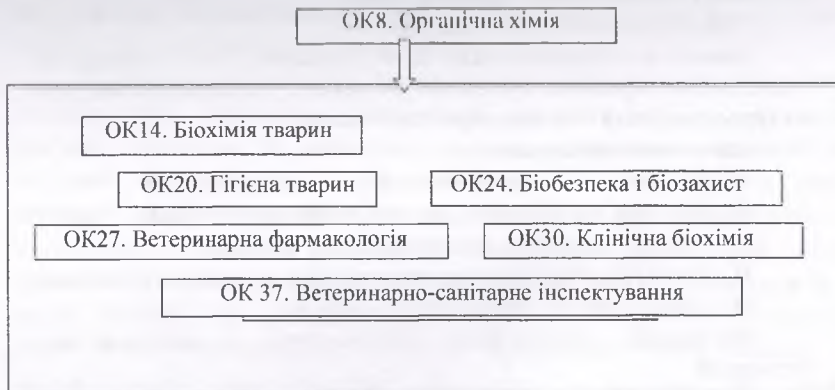 ОК8. Органічна хімія
ОК14. Біохімія тварин
ОК20. Гігієна тварин
ОК24. Біобезпека і біозахист
ОК27. Ветеринарна фармакологія
ОК30. Клінічна біохімія
ОК 37. Ветеринарно-санітарне інспектування